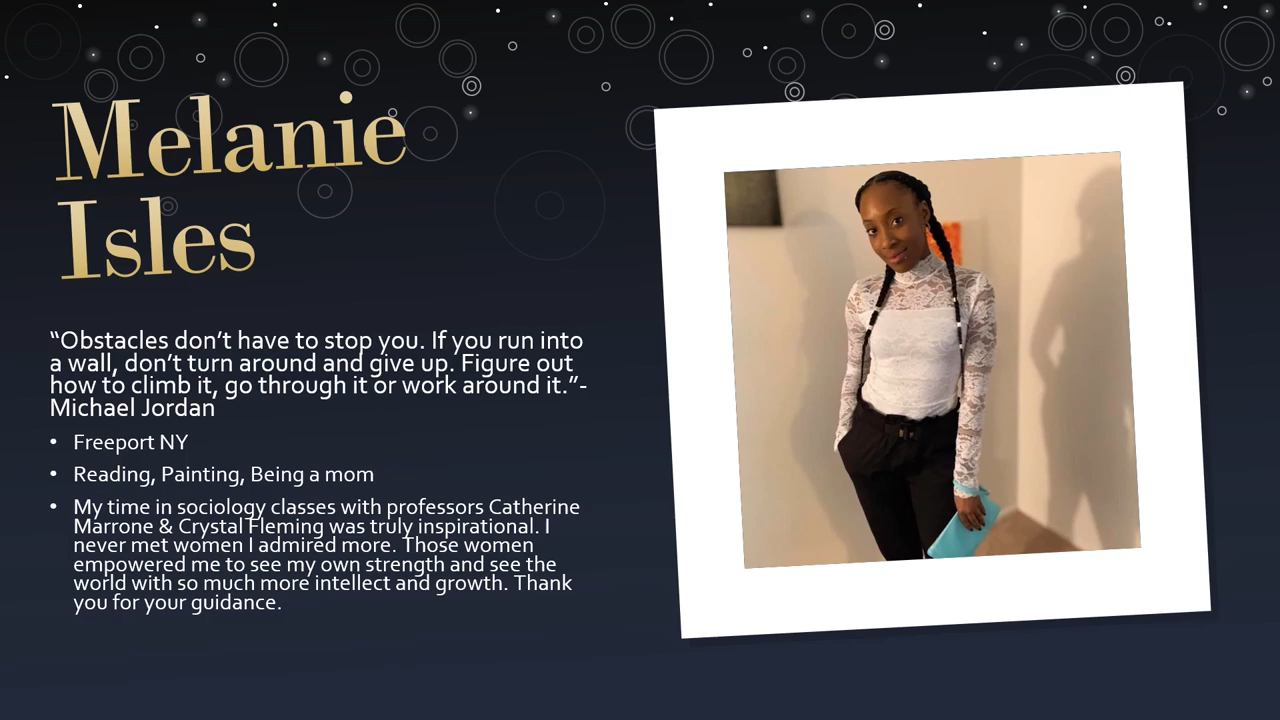 Melanie
Isles
“Obstacles don’t have to stop you. If you run into
a wall, don’t turn around and give up. Figure out
how to climb it, go through it or work around it.”-
Michael Jordan
• Freeport NY
• Reading, Painting, Being a mom
• My time in sociology classes with professors Catherine
Marrone & Crystal Fleming was truly inspirational. I
never met women I admired more. Those women
empowered me to see my own strength and see the
world with so much more intellect and growth. Thank
you for your guidance.